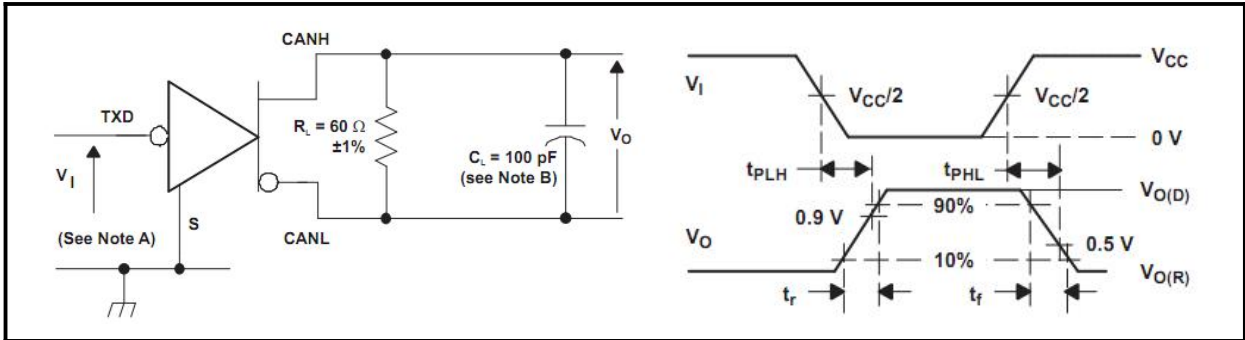 CANH
TXD
R_L = 60 Ω
±1%
C_L = 100 pF
(see Note B)
V_O
V_I
S
(See Note A)
CANL
V_CC
V_I
V_CC/2
V_CC/2
0 V
t_PLH
t_PHL
V_O(D)
90%
0.9 V
V_O
0.5 V
10%
V_O(R)
t_r
t_f